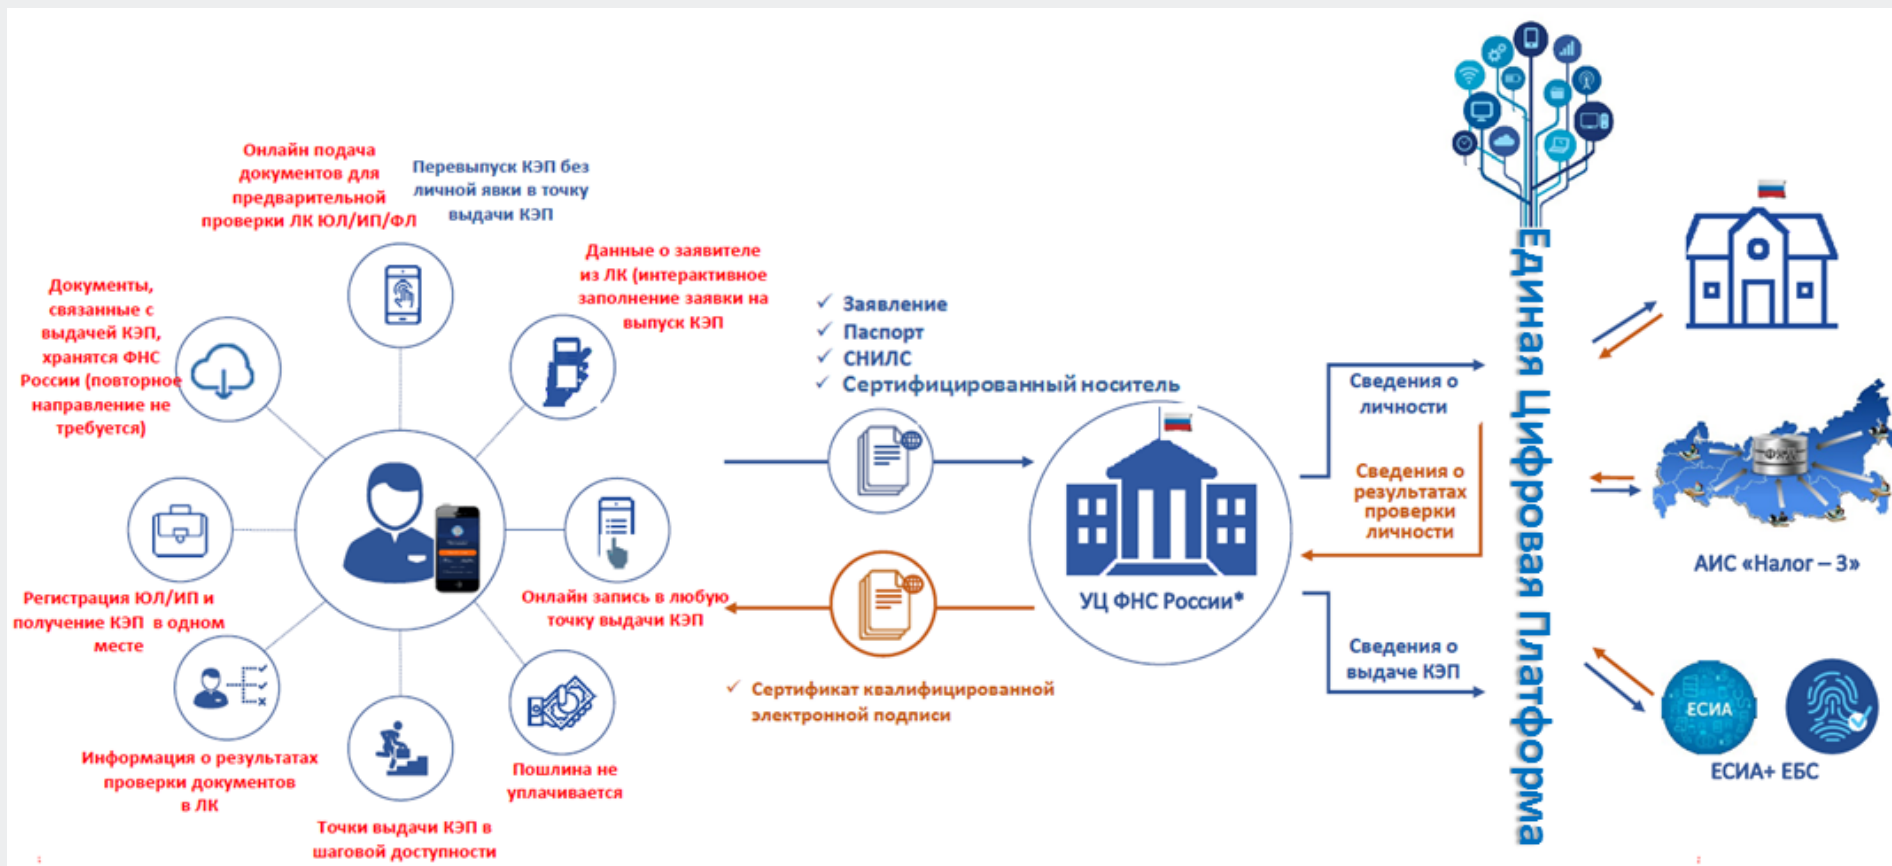 Онлайн подача
документов для
предварительной
проверки ЛК ЮЛ/ИП/ФЛ
Перевыпуск КЭП без
личной явки в точку
выдачи КЭП
Данные о заявителе
из ЛК (интерактивное
заполнение заявки на
выпуск КЭП
Документы,
связанные с
выдачей КЭП,
хранятся ФНС
России (повторное
направление не
требуется)
Регистрация ЮЛ/ИП и
получение КЭП в одном
месте
Онлайн запись в любую
точку выдачи КЭП
Информация о результатах
проверки документов
в ЛК
Точки выдачи КЭП в
шаговой доступности
Пошлина не
уплачивается
✓ Заявление
✓ Паспорт
✓ СНИЛС
✓ Сертифицированный носитель
УЦ ФНС России*
✓ Сертификат квалифицированной
электронной подписи
Сведения о
личности
Сведения о
результатах
проверки
личности
Сведения о
выдаче КЭП
Единая Цифровая Платформа
АИС «Налог – 3»
ЕСИА
ЕСИА+ ЕБС